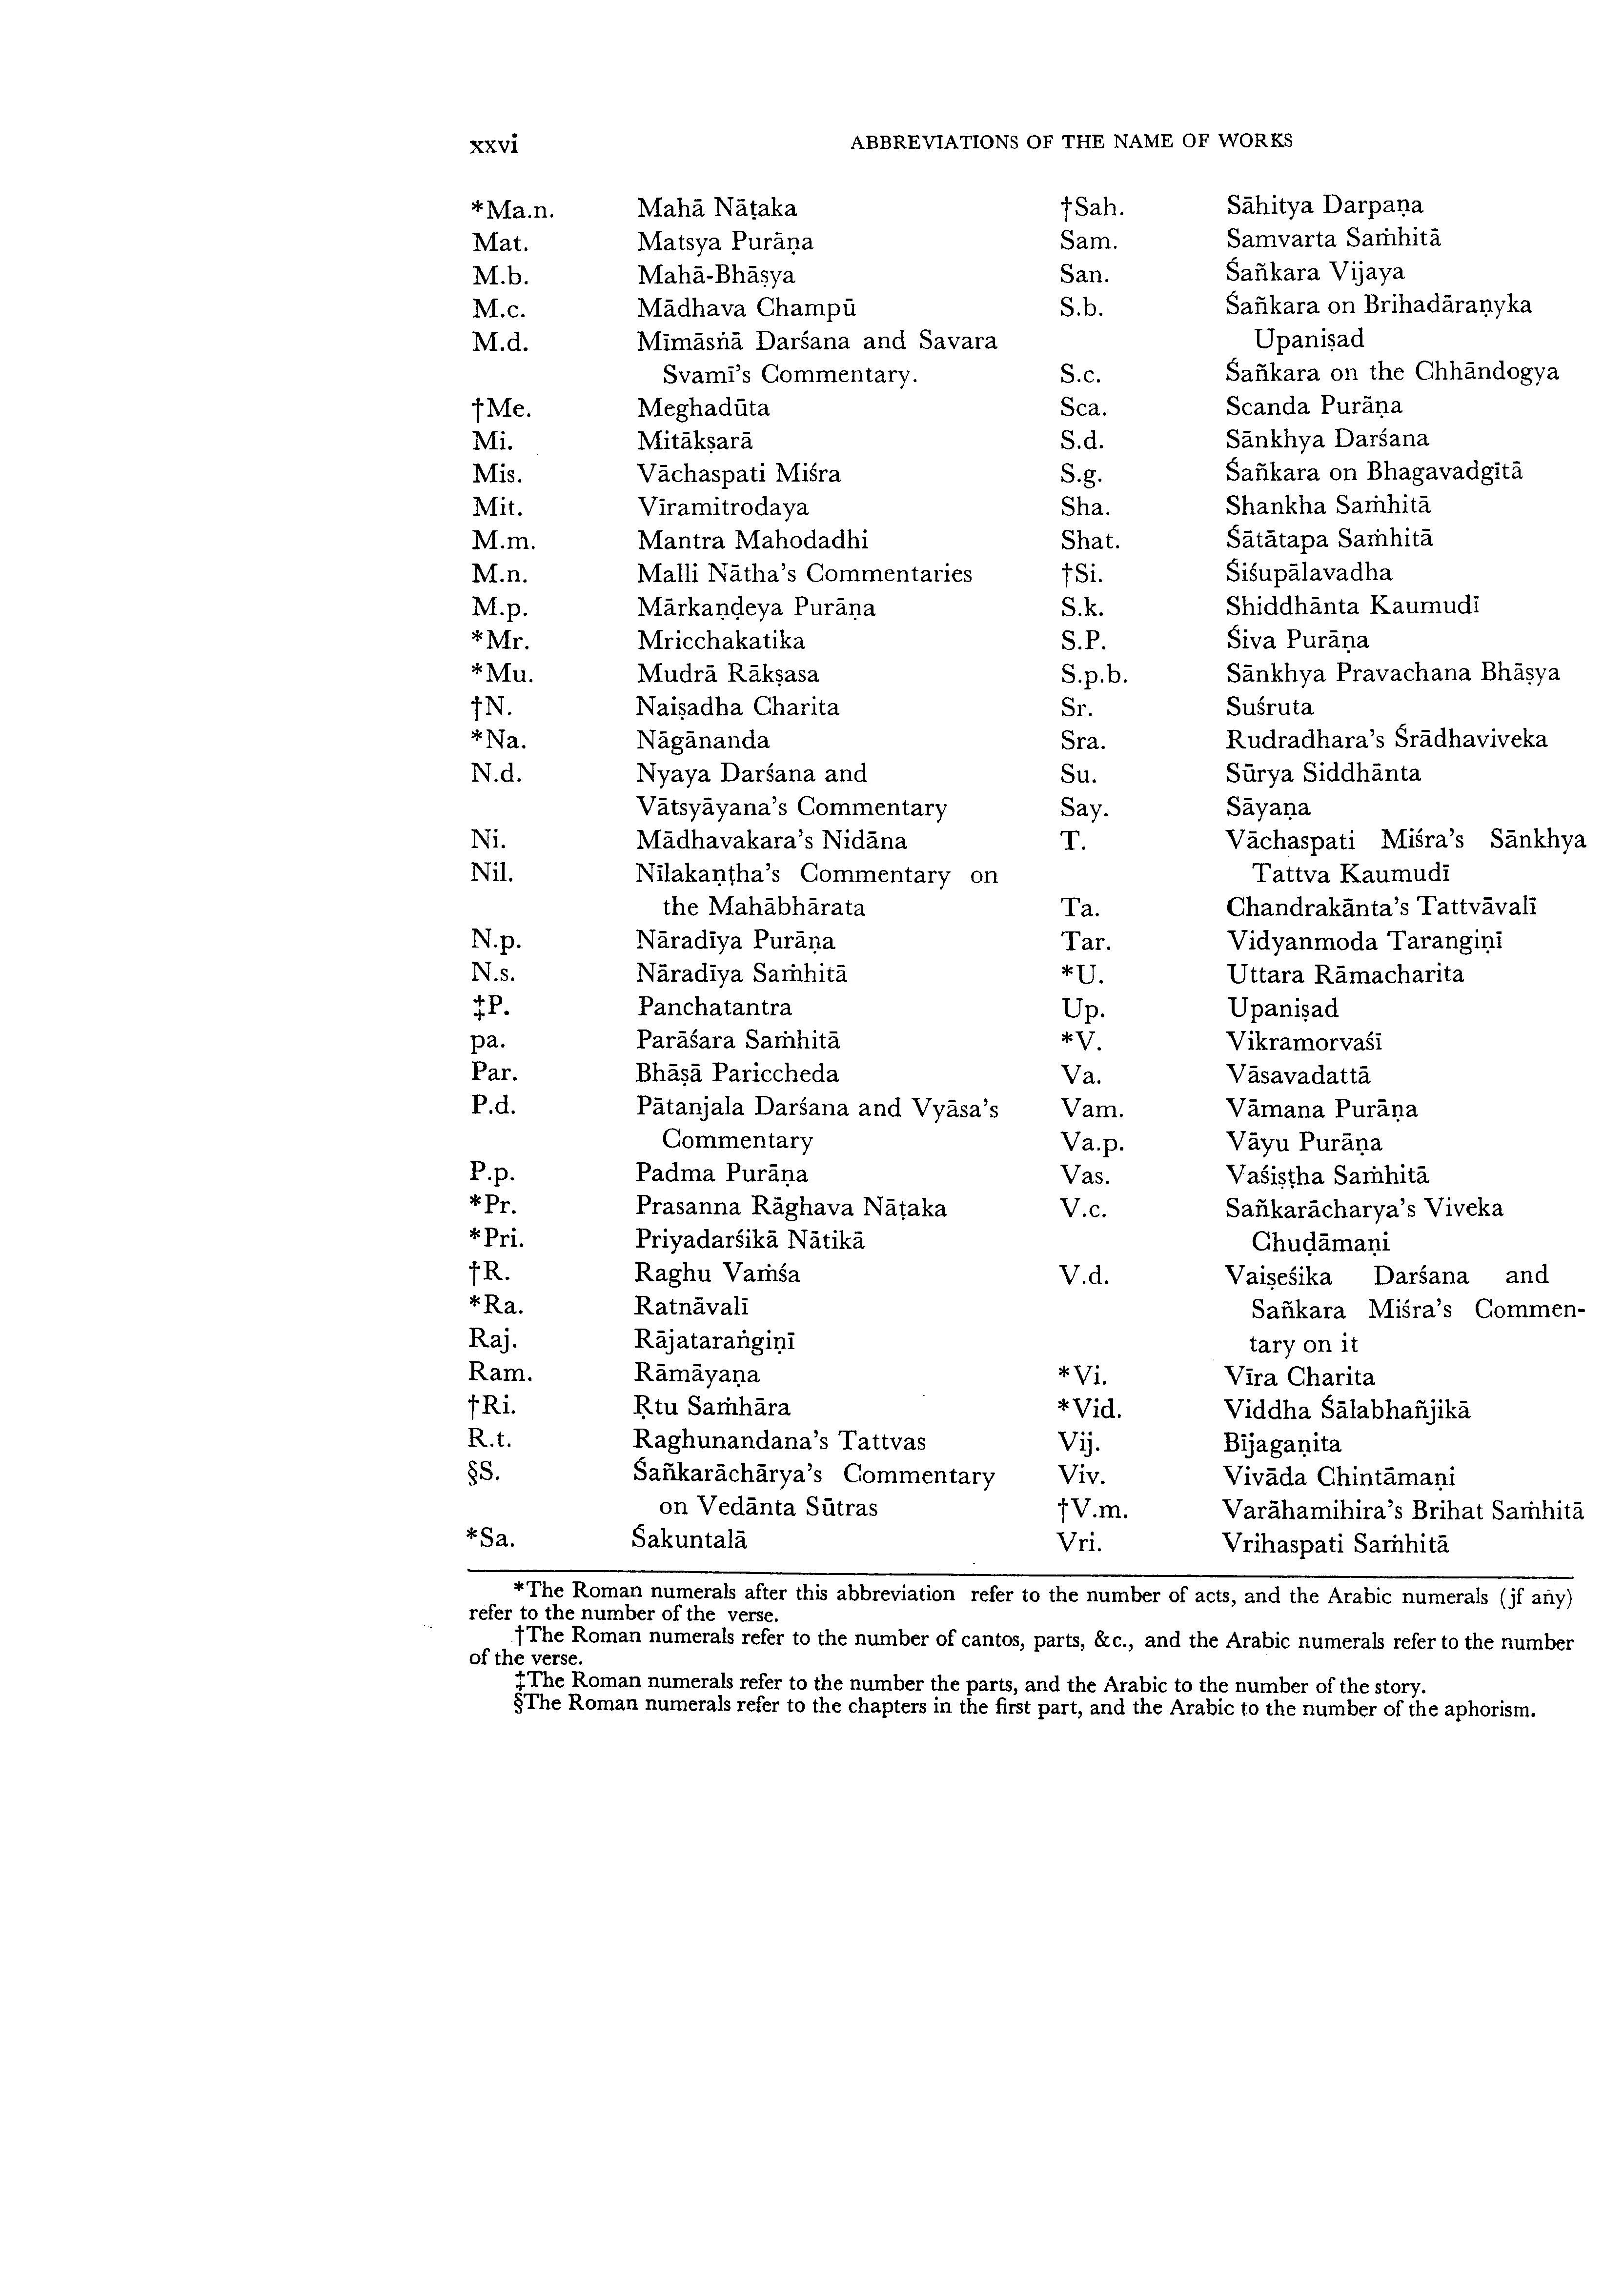 xxvi ABBREVIATIONS OF THE NAME OF WORKS
*Ma.n. Mahā Nāṭaka
Mat. Matsya Purāṇa
M.b. Mahā-Bhāṣya
M.c. Mādhava Champū
M.d. Mīmāsṅā Darśana and Savara
Svamī's Commentary.
†Me. Meghadūta
Mi. Mitākṣarā
Mis. Vāchaspati Miśra
Mit. Vīramitrodaya
M.m. Mantra Mahodadhi
M.n. Malli Nātha's Commentaries
M.p. Mārkaṇḍeya Purāṇa
*Mr. Mricchakatika
*Mu. Mudrā Rākṣasa
†N. Naiṣadha Charita
*Na. Nāgānanda
N.d. Nyaya Darśana and
Vātsyāyana's Commentary
Ni. Mādhavakara's Nidāna
Nil. Nīlakaṇṭha's Commentary on
the Mahābhārata
N.p. Nāradīya Purāṇa
N.s. Nāradīya Saṁhitā
‡P. Panchatantra
pa. Parāśara Saṁhitā
Par. Bhāṣā Pariccheda
P.d. Pātanjala Darśana and Vyāsa's
Commentary
P.p. Padma Purāṇa
*Pr. Prasanna Rāghava Nāṭaka
*Pri. Priyadarśikā Nātikā
†R. Raghu Vaṁśa
*Ra. Ratnāvalī
Raj. Rājataraṅgiṇī
Ram. Rāmāyaṇa
†Ri. Ṛtu Saṁhāra
R.t. Raghunandana's Tattvas
§S. Śañkarāchārya's Commentary
on Vedānta Sūtras
*Sa. Śakuntalā
†Sah. Sāhitya Darpaṇa
Sam. Samvarta Saṁhitā
San. Śañkara Vijaya
S.b. Śañkara on Brihadāraṇyka
Upaniṣad
S.c. Śañkara on the Chhāndogya
Sca. Scanda Purāṇa
S.d. Sānkhya Darśana
S.g. Śañkara on Bhagavadgītā
Sha. Shankha Saṁhitā
Shat. Śātātapa Saṁhitā
†Si. Śiśupālavadha
S.k. Shiddhānta Kaumudī
S.P. Śiva Purāṇa
S.p.b. Sānkhya Pravachana Bhāṣya
Sr. Suśruta
Sra. Rudradhara's Śrādhaviveka
Su. Sūrya Siddhānta
Say. Sāyaṇa
T. Vāchaspati Miśra's Sānkhya
Tattva Kaumudī
Ta. Chandrakānta's Tattvāvalī
Tar. Vidyanmoda Tarangiṇī
*U. Uttara Rāmacharita
Up. Upaniṣad
*V. Vikramorvaśī
Va. Vāsavadattā
Vam. Vāmana Purāṇa
Va.p. Vāyu Purāṇa
Vas. Vaśiṣṭha Saṁhitā
V.c. Sañkarācharya's Viveka
Chuḍāmaṇi
V.d. Vaiṣeśika Darśana and
Sañkara Miśra's Commen-
tary on it
*Vi. Vīra Charita
*Vid. Viddha Śālabhañjikā
Vij. Bījagaṇita
Viv. Vivāda Chintāmaṇi
†V.m. Varāhamihira's Brihat Saṁhitā
Vri. Vrihaspati Saṁhitā
*The Roman numerals after this abbreviation refer to the number of acts, and the Arabic numerals (jf any)
refer to the number of the verse.
†The Roman numerals refer to the number of cantos, parts, &c., and the Arabic numerals refer to the number
of the verse.
‡The Roman numerals refer to the number the parts, and the Arabic to the number of the story.
§The Roman numerals refer to the chapters in the first part, and the Arabic to the number of the aphorism.